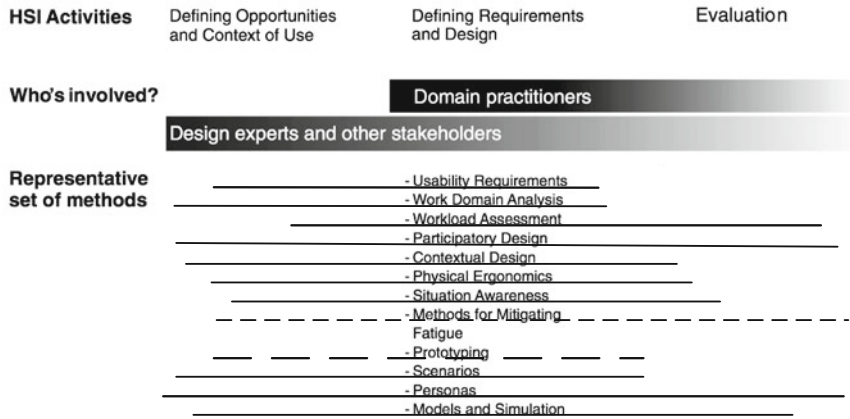 HSI Activities
Defining Opportunities
and Context of Use
Defining Requirements
and Design
Evaluation
Who's involved?
Domain practitioners
Design experts and other stakeholders
Representative
set of methods
- Usability Requirements
- Work Domain Analysis
- Workload Assessment
- Participatory Design
- Contextual Design
- Physical Ergonomics
- Situation Awareness
- Methods for Mitigating
Fatigue
- Prototyping
- Scenarios
- Personas
- Models and Simulation